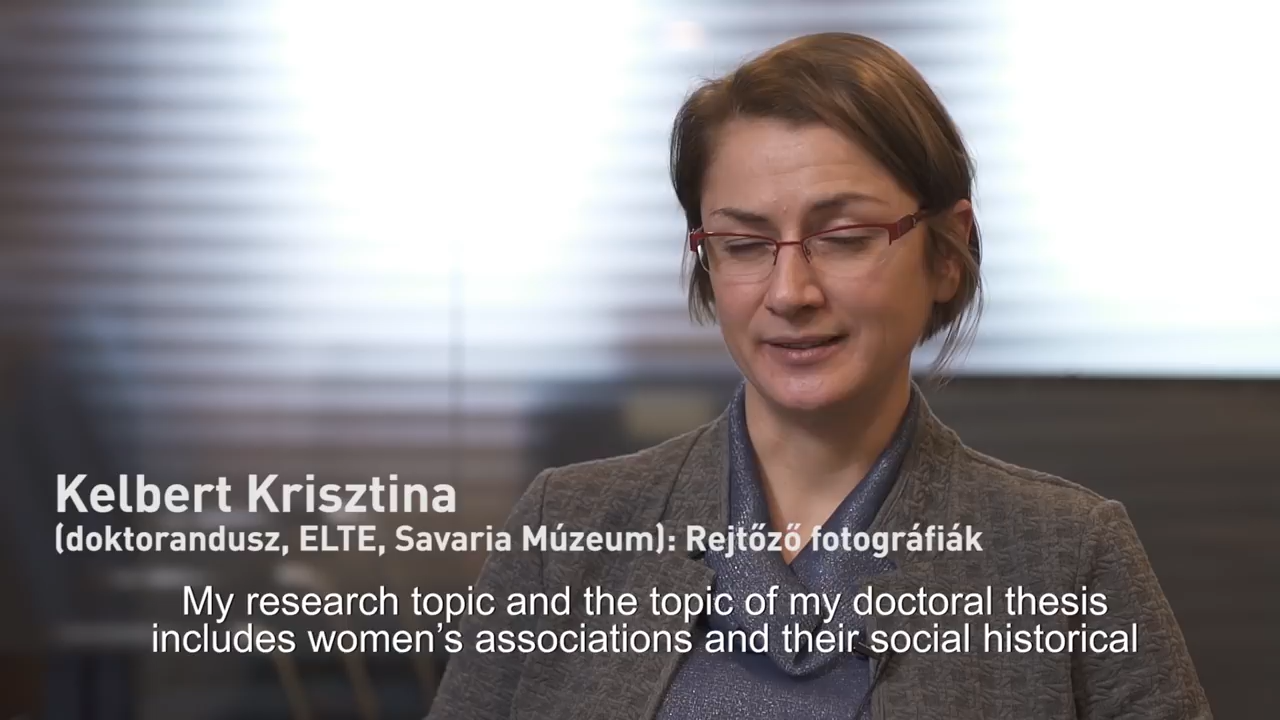 Kelbert Krisztina
(doktorandusz, ELTE, Savaria Múzeum): Rejtőző fotográfiák
My research topic and the topic of my doctoral thesis
includes women’s associations and their social historical